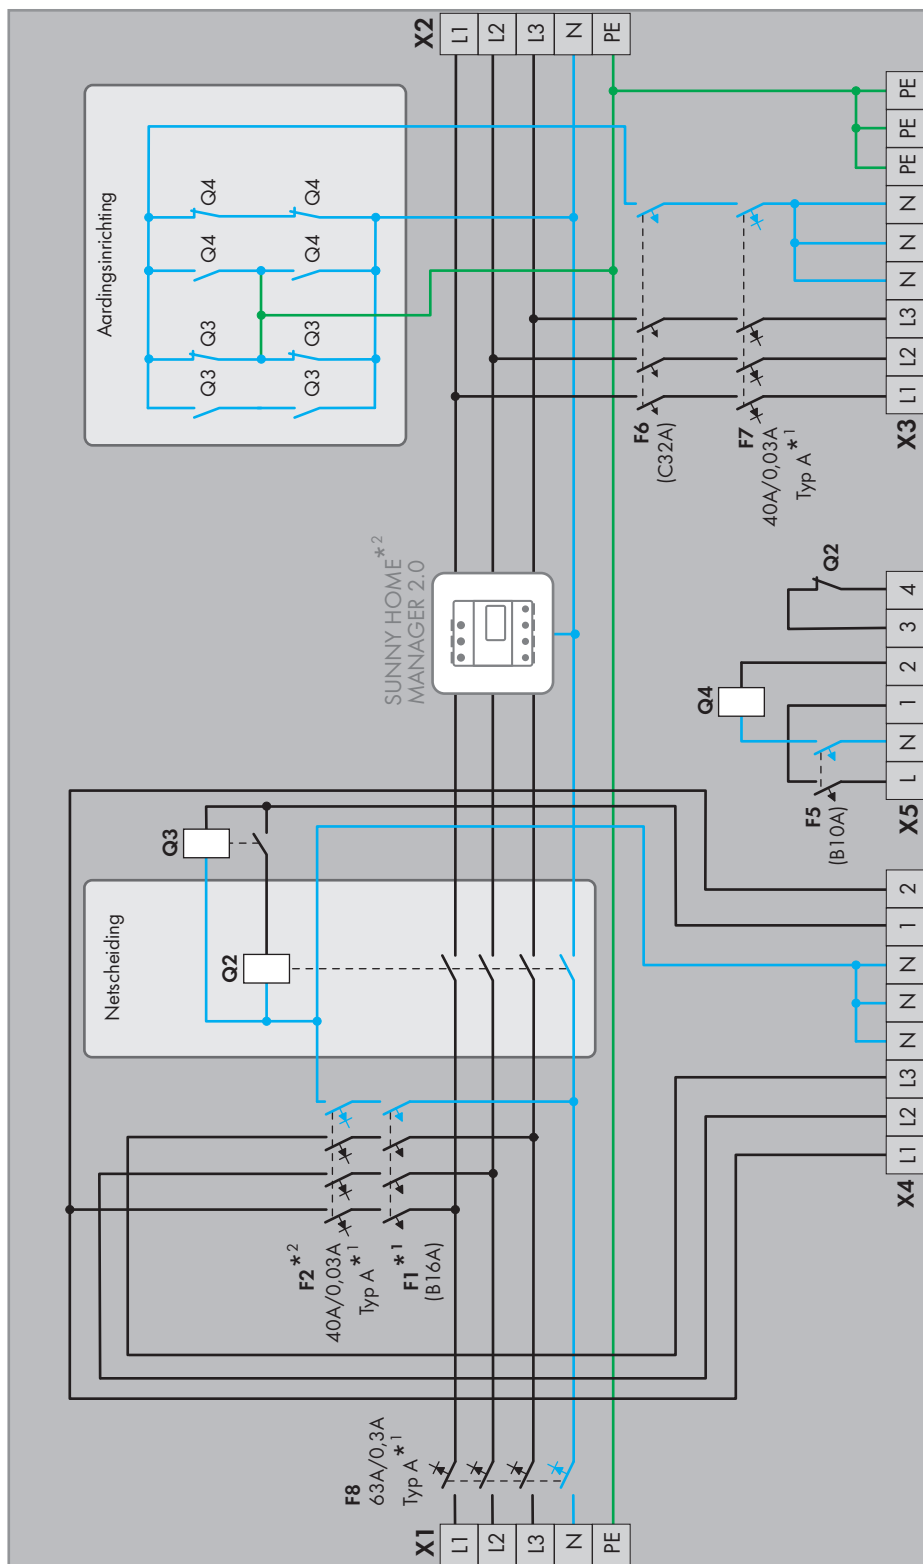 X1
L1
L2
L3
N
PE
F8
63A/0,3A
Typ A *1
F2*2
40A/0,03A
Typ A *1
F1 *1
(B16A)
Netscheiding
Q2
Q3
SUNNY HOME*2
MANAGER 2.0
Aardingsinrichting
Q3
Q3
Q4
Q4
Q3
Q3
Q4
Q4
X2
L1
L2
L3
N
PE
F6
(C32A)
F7
40A/0,03A
Typ A *1
Q4
F5
(B10A)
Q2
X4
L1
L2
L3
N
N
N
1
2
X5
L
N
1
2
3
4
X3
L1
L2
L3
N
N
N
PE
PE
PE